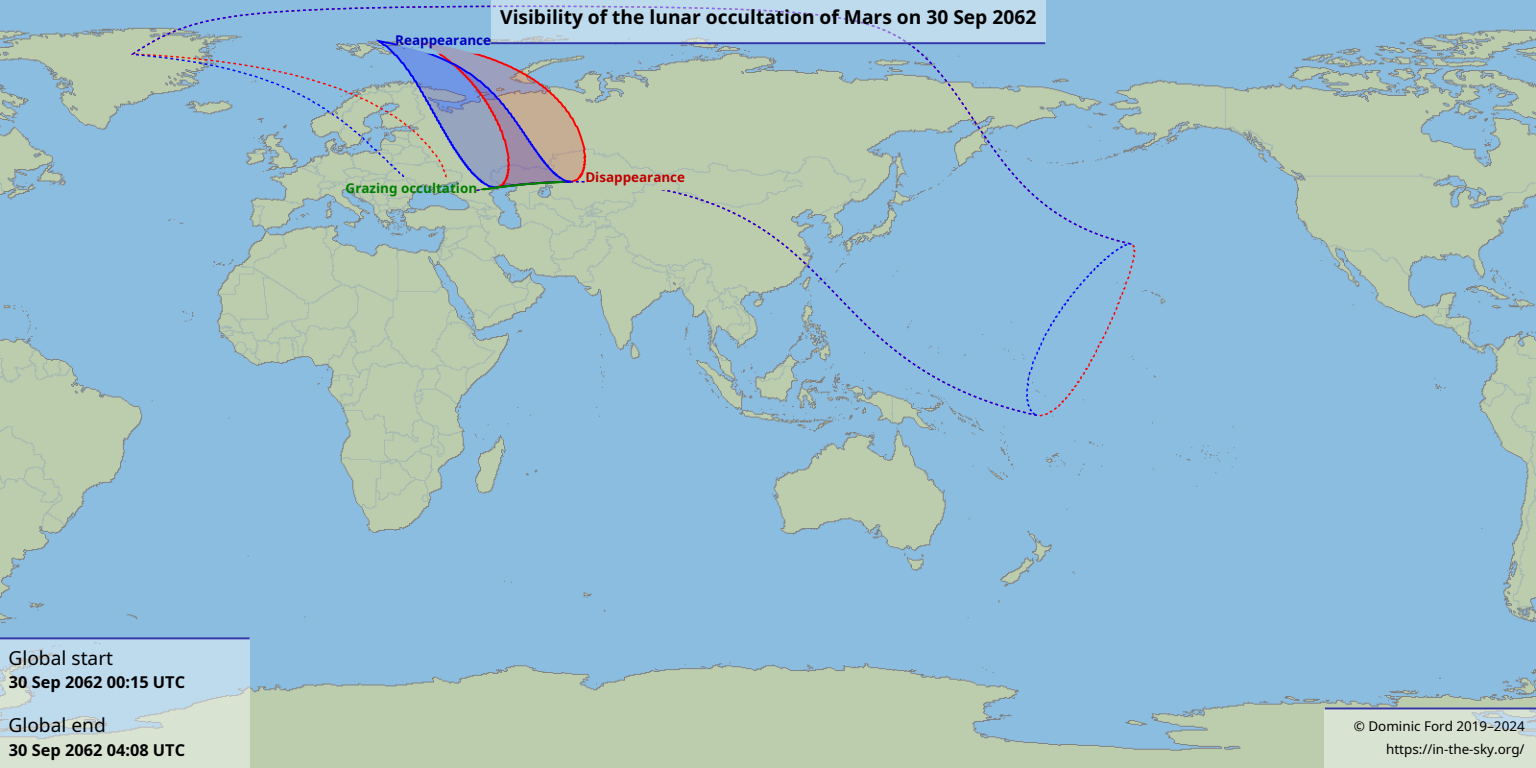 Visibility of the lunar occultation of Mars on 30 Sep 2062
Reappearance
Disappearance
Grazing occultation
Global start
30 Sep 2062 00:15 UTC
Global end
30 Sep 2062 04:08 UTC
© Dominic Ford 2019–2024
https://in-the-sky.org/